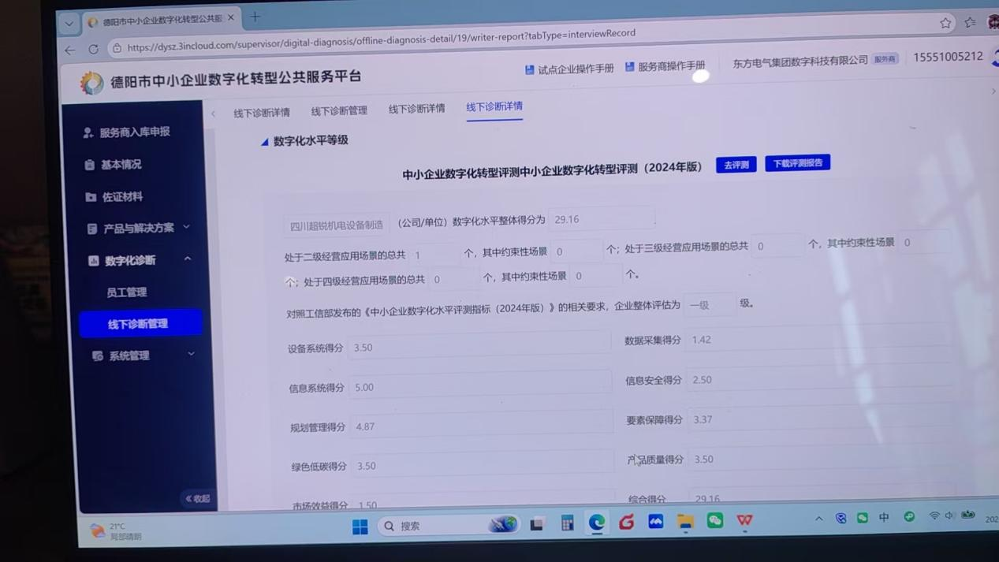 德阳市中小企业数字化转型公共服
https://dysz.3incloud.com/supervisor/digital-diagnosis/offline-diagnosis-detail/19/writer-report?tabType=interviewRecord
德阳市中小企业数字化转型公共服务平台
试点企业操作手册 服务商操作手册 东方电气集团数字科技有限公司 服务商 15551005212
服务商入库申报
基本情况
佐证材料
产品与解决方案
数字化诊断
员工管理
线下诊断管理
系统管理
《 收起
线下诊断详情 线下诊断管理 线下诊断详情 线下诊断详情
数字化水平等级
中小企业数字化转型评测中小企业数字化转型评测（2024年版） 去评测 下载评测报告
四川超锐机电设备制造 （公司/单位）数字化水平整体得分为 29.16
处于二级经营应用场景的总共 1 个，其中约束性场景 0 个；处于三级经营应用场景的总共 0 个，其中约束性场景 0
个；处于四级经营应用场景的总共 0 个，其中约束性场景 0 个。
对照工信部发布的《中小企业数字化水平评测指标（2024年版）》的相关要求，企业整体评估为 一级 级。
设备系统得分 3.50 数据采集得分 1.42
信息系统得分 5.00 信息安全得分 2.50
规划管理得分 4.87 要素保障得分 3.37
绿色低碳得分 3.50 产品质量得分 3.50
市场效益得分 1.50 综合得分 29.16
21°C
局部晴朗
搜索
中
202